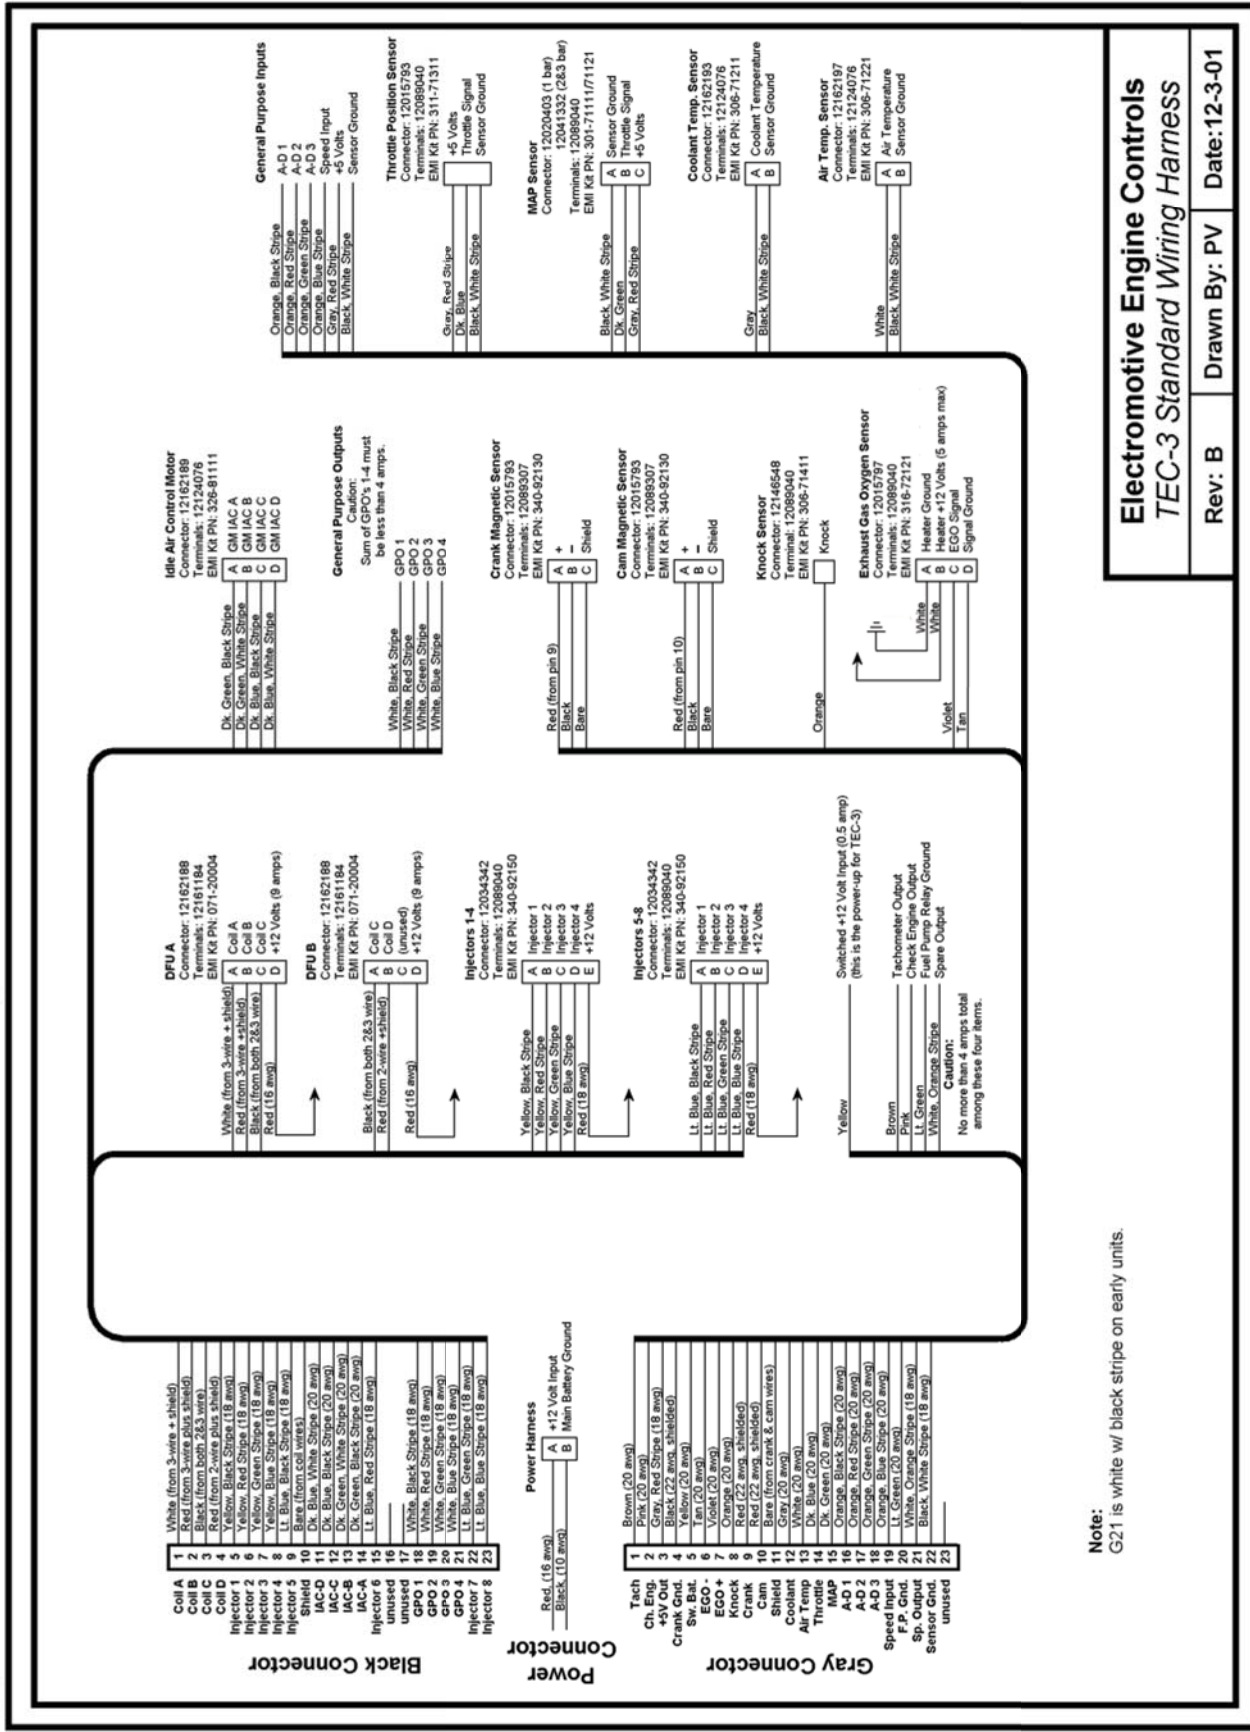 Black Connector
Coil A 1 White (from 3-wire + shield)
Coil B 2 Red (from 3-wire plus shield)
Coil C 3 Black (from both 2&3 wire)
Coil D 4 Red (from 2-wire plus shield)
Injector 1 5 Yellow, Black Stripe (18 awg)
Injector 2 6 Yellow, Red Stripe (18 awg)
Injector 3 7 Yellow, Green Stripe (18 awg)
Injector 4 8 Yellow, Blue Stripe (18 awg)
Injector 5 9 Lt. Blue, Black Stripe (18 awg)
Shield 10 Bare (from coil wires)
IAC-D 11 Dk. Blue, White Stripe (20 awg)
IAC-C 12 Dk. Blue, Black Stripe (20 awg)
IAC-B 13 Dk. Green, White Stripe (20 awg)
IAC-A 14 Dk. Green, Black Stripe (20 awg)
Injector 6 15 Lt. Blue, Red Stripe (18 awg)
unused 16
unused 17
GPO 1 18 White, Black Stripe (18 awg)
GPO 2 19 White, Red Stripe (18 awg)
GPO 3 20 White, Green Stripe (18 awg)
GPO 4 21 White, Blue Stripe (18 awg)
Injector 7 22 Lt. Blue, Green Stripe (18 awg)
Injector 8 23 Lt. Blue, Blue Stripe (18 awg)
Power
Connector
Power Harness
Red, (16 awg) A +12 Volt Input
Black, (10 awg) B Main Battery Ground
Gray Connector
Tach 1 Brown (20 awg)
Ch. Eng. 2 Pink (20 awg)
+5V Out 3 Gray, Red Stripe (18 awg)
Crank Gnd. 4 Black (22 awg, shielded)
Sw. Bat. 5 Yellow (20 awg)
EGO - 6 Tan (20 awg)
EGO + 7 Violet (20 awg)
Knock 8 Orange (20 awg)
Crank 9 Red (22 awg, shielded)
Cam 10 Red (22 awg, shielded)
Shield 11 Bare (from crank & cam wires)
Coolant 12 Gray (20 awg)
Air Temp 13 White (20 awg)
Throttle 14 Dk. Blue (20 awg)
MAP 15 Dk. Green (20 awg)
A-D 1 16 Orange, Black Stripe (20 awg)
A-D 2 17 Orange, Red Stripe (20 awg)
A-D 3 18 Orange, Green Stripe (20 awg)
Speed Input 19 Orange, Blue Stripe (20 awg)
F.P. Gnd. 20 Lt. Green (20 awg)
Sp. Output 21 White, Orange Stripe (18 awg)
Sensor Gnd. 22 Black, White Stripe (18 awg)
unused 23
DFU A
Connector: 12162188
Terminals: 12161184
EMI Kit PN: 071-20004
White (from 3-wire + shield) A Coil A
Red (from 3-wire +shield) B Coil B
Black (from both 2&3 wire) C Coil C
Red (16 awg) D +12 Volts (9 amps)
DFU B
Connector: 12162188
Terminals: 12161184
EMI Kit PN: 071-20004
Black (from both 2&3 wire) A Coil C
Red (from 2-wire +shield) B Coil D
C (unused)
Red (16 awg) D +12 Volts (9 amps)
Injectors 1-4
Connector: 12034342
Terminals: 12089040
EMI Kit PN: 340-92150
Yellow, Black Stripe A Injector 1
Yellow, Red Stripe B Injector 2
Yellow, Green Stripe C Injector 3
Yellow, Blue Stripe D Injector 4
Red (18 awg) E +12 Volts
Injectors 5-8
Connector: 12034342
Terminals: 12089040
EMI Kit PN: 340-92150
Lt. Blue, Black Stripe A Injector 1
Lt. Blue, Red Stripe B Injector 2
Lt. Blue, Green Stripe C Injector 3
Lt. Blue, Blue Stripe D Injector 4
Red (18 awg) E +12 Volts
Yellow Switched +12 Volt Input (0.5 amp)
(this is the power-up for TEC-3)
Brown Tachometer Output
Pink Check Engine Output
Lt. Green Fuel Pump Relay Ground
White, Orange Stripe Spare Output
Caution:
No more than 4 amps total
among these four items.
Idle Air Control Motor
Connector: 12162189
Terminals: 12124076
EMI Kit PN: 326-81111
Dk. Green, Black Stripe A GM IAC A
Dk. Green, White Stripe B GM IAC B
Dk. Blue, Black Stripe C GM IAC C
Dk. Blue, White Stripe D GM IAC D
General Purpose Outputs
Caution:
Sum of GPO's 1-4 must
be less than 4 amps.
White, Black Stripe GPO 1
White, Red Stripe GPO 2
White, Green Stripe GPO 3
White, Blue Stripe GPO 4
Crank Magnetic Sensor
Connector: 12015793
Terminals: 12089307
EMI Kit PN: 340-92130
Red (from pin 9) A +
Black B −
Bare C Shield
Cam Magnetic Sensor
Connector: 12015793
Terminals: 12089307
EMI Kit PN: 340-92130
Red (from pin 10) A +
Black B −
Bare C Shield
Knock Sensor
Connector: 12146548
Terminal: 12089040
EMI Kit PN: 306-71411
Orange Knock
Exhaust Gas Oxygen Sensor
Connector: 12015797
Terminals: 12089040
EMI Kit PN: 316-72121
White A Heater Ground
White B Heater +12 Volts (5 amps max)
Violet C EGO Signal
Tan D Signal Ground
General Purpose Inputs
Orange, Black Stripe A-D 1
Orange, Red Stripe A-D 2
Orange, Green Stripe A-D 3
Orange, Blue Stripe Speed Input
Gray, Red Stripe +5 Volts
Black, White Stripe Sensor Ground
Throttle Position Sensor
Connector: 12015793
Terminals: 12089040
EMI Kit PN: 311-71311
Gray, Red Stripe +5 Volts
Dk. Blue Throttle Signal
Black, White Stripe Sensor Ground
MAP Sensor
Connector: 12020403 (1 bar)
12041332 (2&3 bar)
Terminals: 12089040
EMI Kit PN: 301-71111/71121
Black, White Stripe A Sensor Ground
Dk. Green B Throttle Signal
Gray, Red Stripe C +5 Volts
Coolant Temp. Sensor
Connector: 12162193
Terminals: 12124076
EMI Kit PN: 306-71211
Gray A Coolant Temperature
Black, White Stripe B Sensor Ground
Air Temp. Sensor
Connector: 12162197
Terminals: 12124076
EMI Kit PN: 306-71221
White A Air Temperature
Black, White Stripe B Sensor Ground
Note:
G21 is white w/ black stripe on early units.
Electromotive Engine Controls
TEC-3 Standard Wiring Harness
Rev: B Drawn By: PV Date:12-3-01